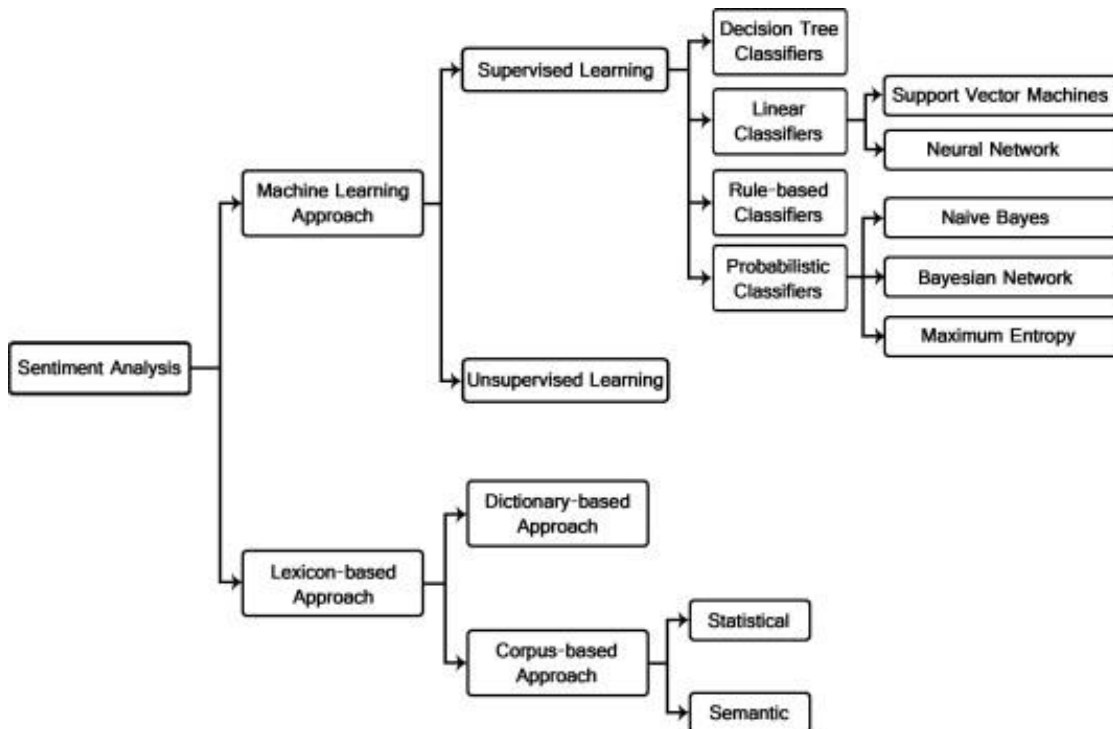 Decision Tree
Classifiers
Supervised Learning
Linear
Classifiers
Support Vector Machines
Neural Network
Machine Learning
Approach
Rule-based
Classifiers
Naive Bayes
Probabilistic
Classifiers
Bayesian Network
Maximum Entropy
Sentiment Analysis
Unsupervised Learning
Dictionary-based
Approach
Lexicon-based
Approach
Statistical
Corpus-based
Approach
Semantic